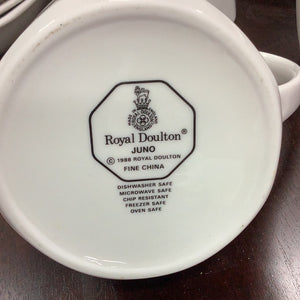 Royal Doulton®
JUNO
© 1988 ROYAL DOULTON
FINE CHINA
DISHWASHER SAFE
MICROWAVE SAFE
CHIP RESISTANT
FREEZER SAFE
OVEN SAFE